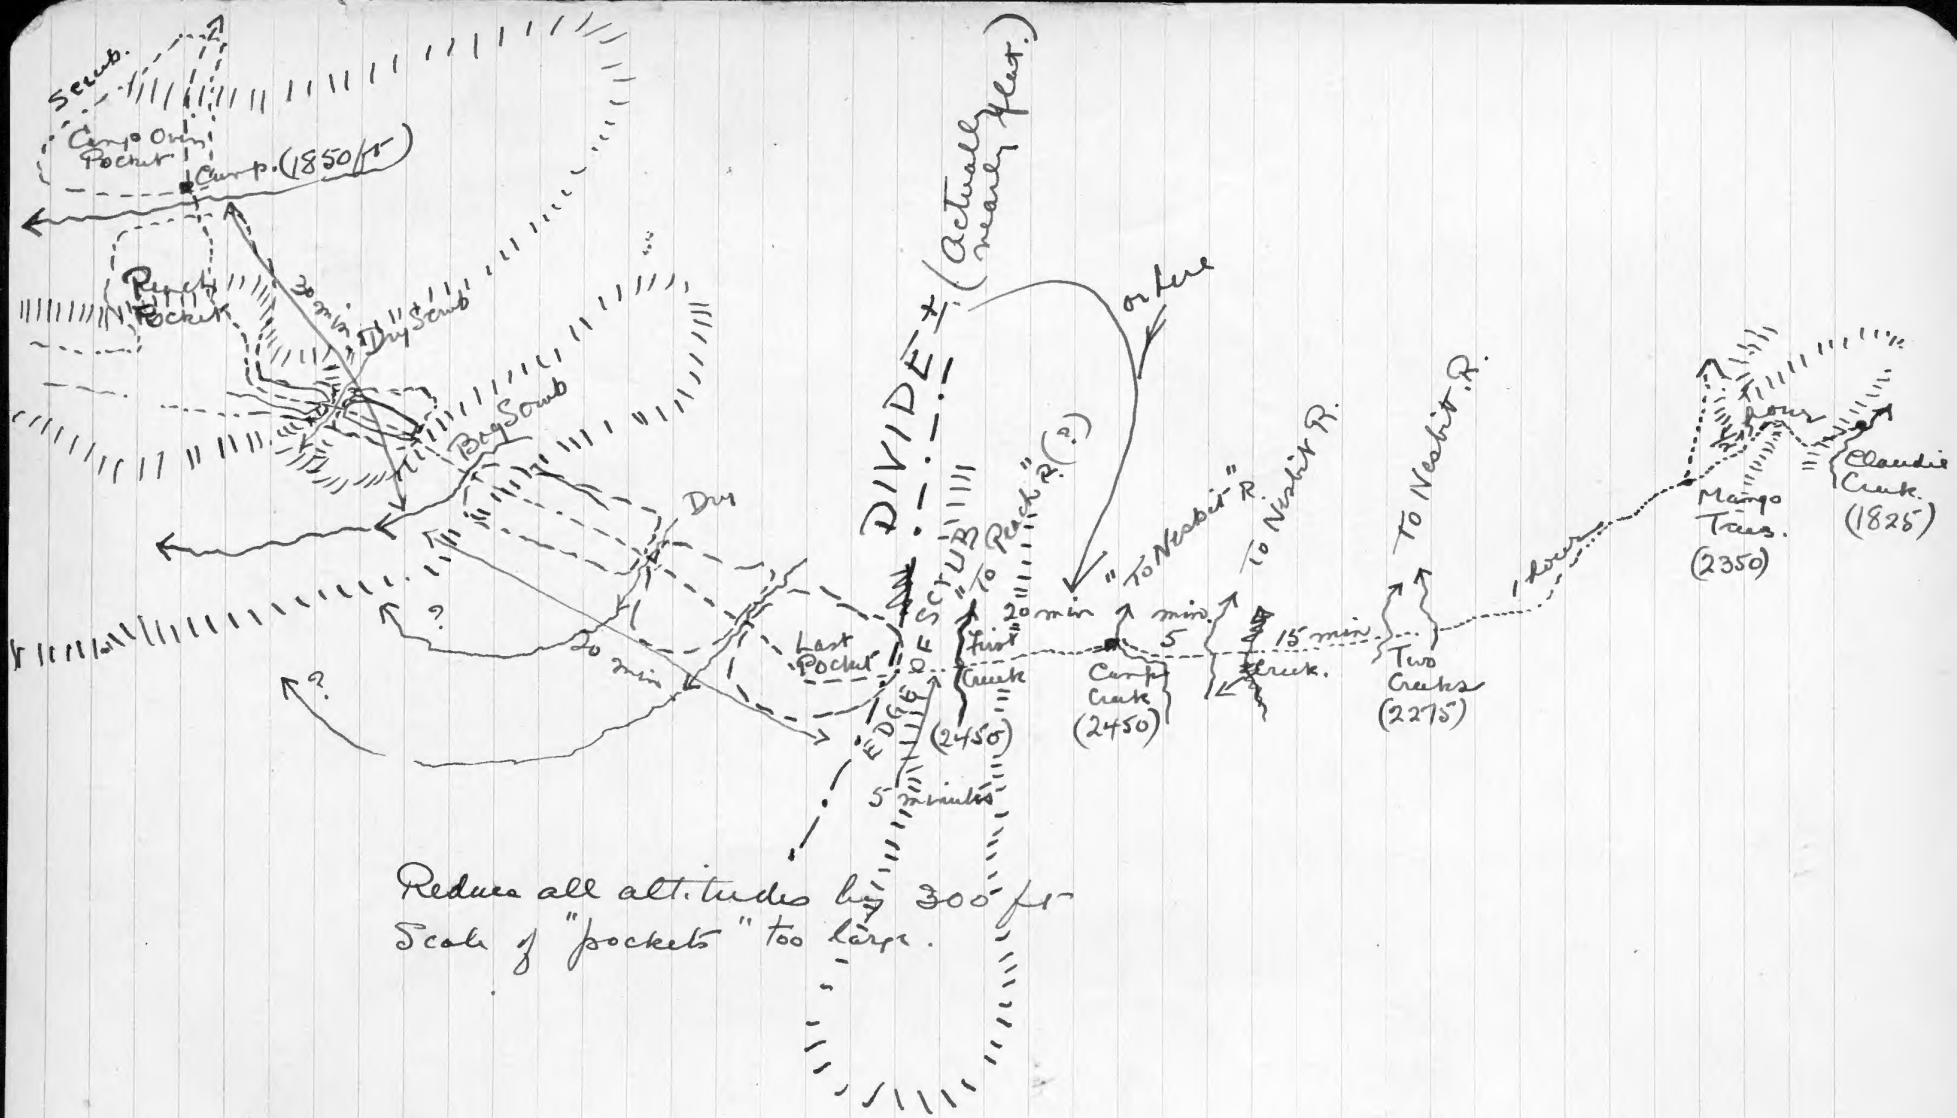 Scrub.
Camp Oven
Pocket
Camp. (1850 ft)
Pocket
30 min
"Dry Scrub"
Big Scrub
Dry
?
?
20 min
Last
Pocket
DIVIDE ±
(Actually
nearly flat.)
or here
EDGE OF SCRUB
"To Peach" R. (?)
First
Creek
(2450)
5 minutes
20 min
"To Nesbit" R.
Camp
Creek
(2450)
5 min.
To Nesbit R.
Creek.
15 min
To Nesbit R.
Two
Creeks
(2275)
1 hour
Mango
Trees.
(2350)
hour
Claudie
Creek.
(1825)
Reduce all altitudes by 300 ft
Scale of "pockets" too large.